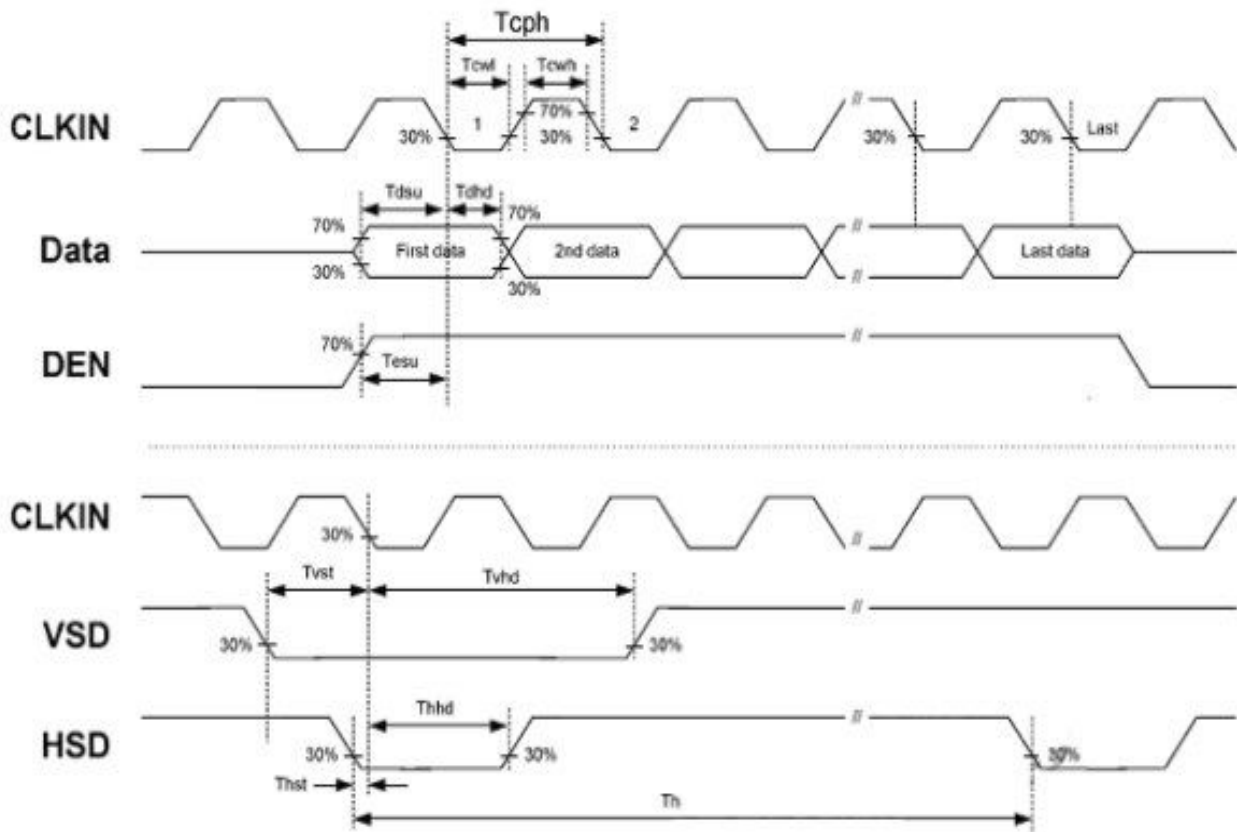 Tcph
Tcwl Tcwh
CLKIN 30% 1 70% 30% 2 30% 30% Last
Tdsu Tdhd
70% 70%
Data First data 2nd data Last data
30% 30%
DEN 70%
Tesu
CLKIN 30%
Tvst Tvhd
VSD 30% 30%
Thhd
HSD 30% 30% 30%
Thst
Th